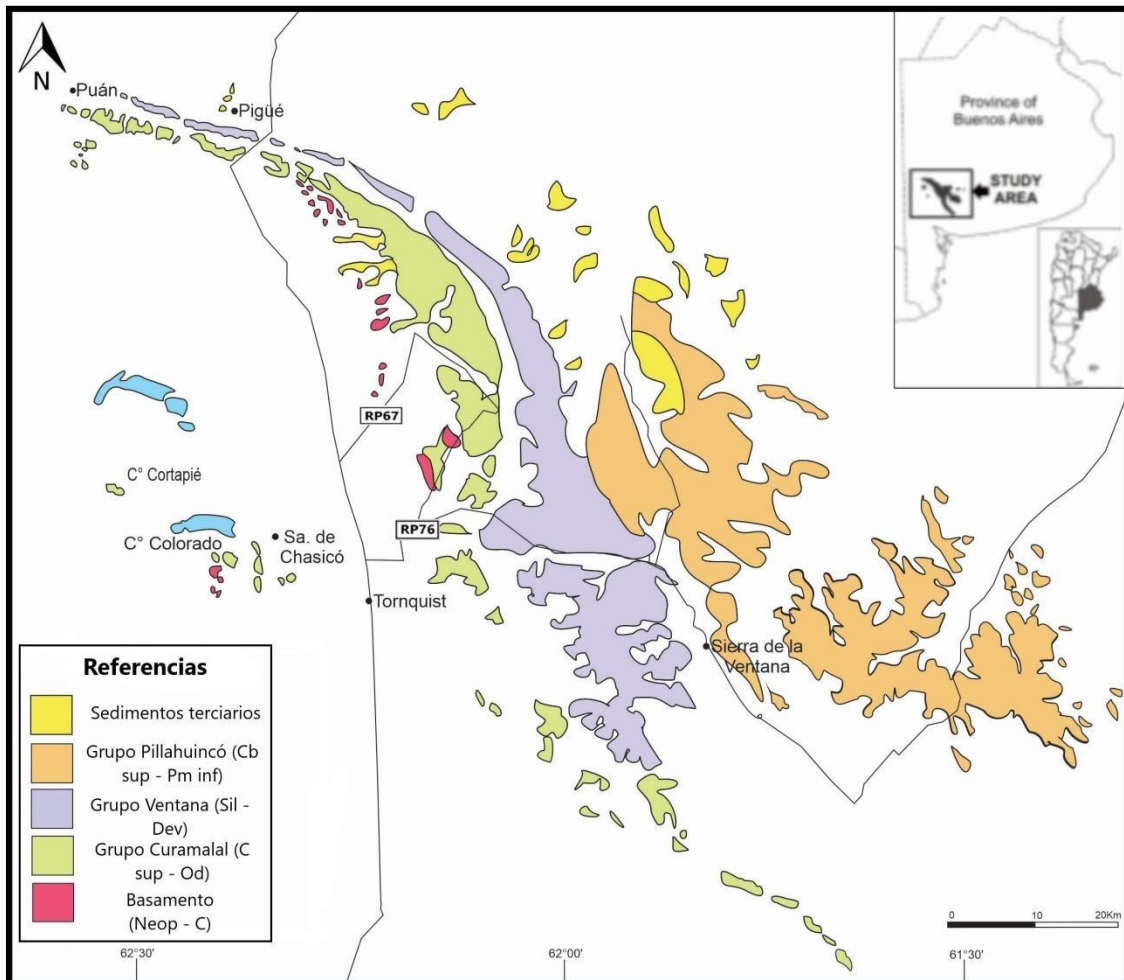 N
Puán
Pigüé
Province of
Buenos Aires
STUDY
AREA
RP67
C° Cortapié
RP76
C° Colorado
Sa. de
Chasicó
Tornquist
Sierra de la
Ventana
Referencias
Sedimentos terciarios
Grupo Pillahuincó (Cb
sup - Pm inf)
Grupo Ventana (Sil -
Dev)
Grupo Curamalal (C
sup - Od)
Basamento
(Neop - C)
0 10 20Km
62°30' 62°00' 61°30'